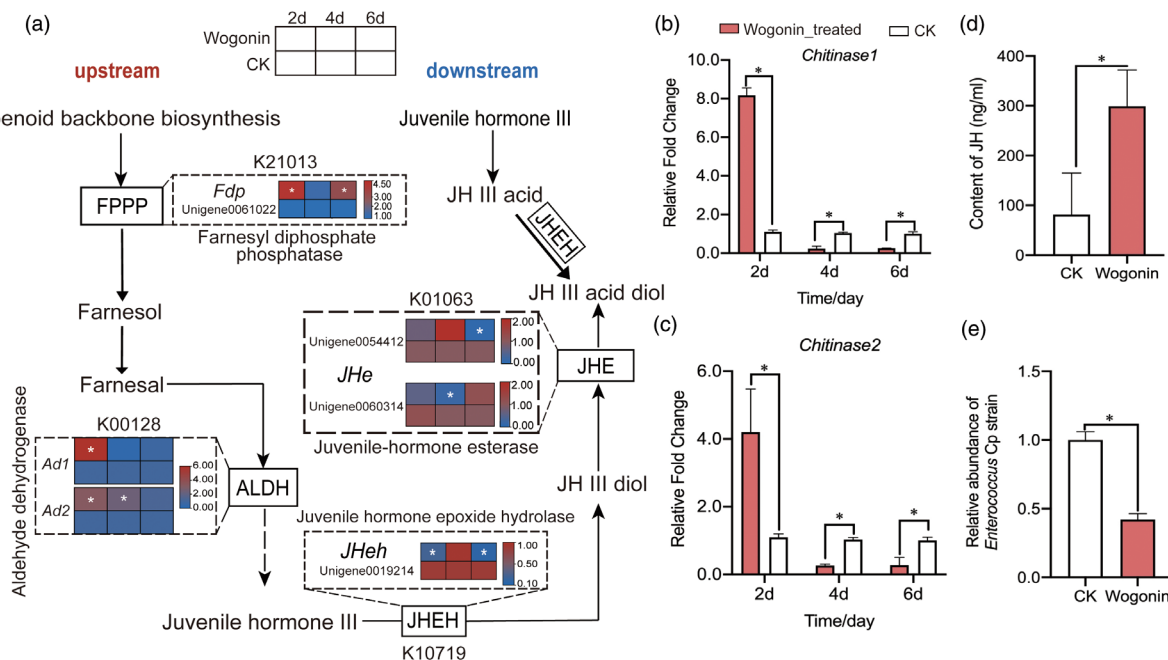 (a)
2d 4d 6d
Wogonin
CK
upstream
downstream
enoid backbone biosynthesis
Juvenile hormone III
K21013
FPPP
Fdp
Unigene0061022
4.50
3.00
2.00
1.00
* *
Farnesyl diphosphate
phosphatase
JH III acid
JHEH
JH III acid diol
Farnesol
K01063
Unigene0054412
*
2.00
1.00
0.00
JHe
Unigene0060314
*
2.00
1.00
0.00
JHE
Juvenile-hormone esterase
Farnesal
Aldehyde dehydrogenase
K00128
Ad1
*
Ad2
* *
6.00
4.00
2.00
0.00
ALDH
JH III diol
Juvenile hormone epoxide hydrolase
JHeh
Unigene0019214
* *
1.00
0.50
0.10
Juvenile hormone III
JHEH
K10719
Wogonin_treated CK
(b)
Chitinase1
Relative Fold Change
10.0
8.0
6.0
4.0
2.0
0.0
* * *
2d 4d 6d
Time/day
(c)
Chitinase2
Relative Fold Change
6.0
4.0
2.0
0.0
* * *
2d 4d 6d
Time/day
(d)
Content of JH (ng/ml)
400
300
200
100
0
*
CK Wogonin
(e)
Relative abundance of
Enterococcus Cp strain
1.5
1.0
0.5
0.0
*
CK Wogonin